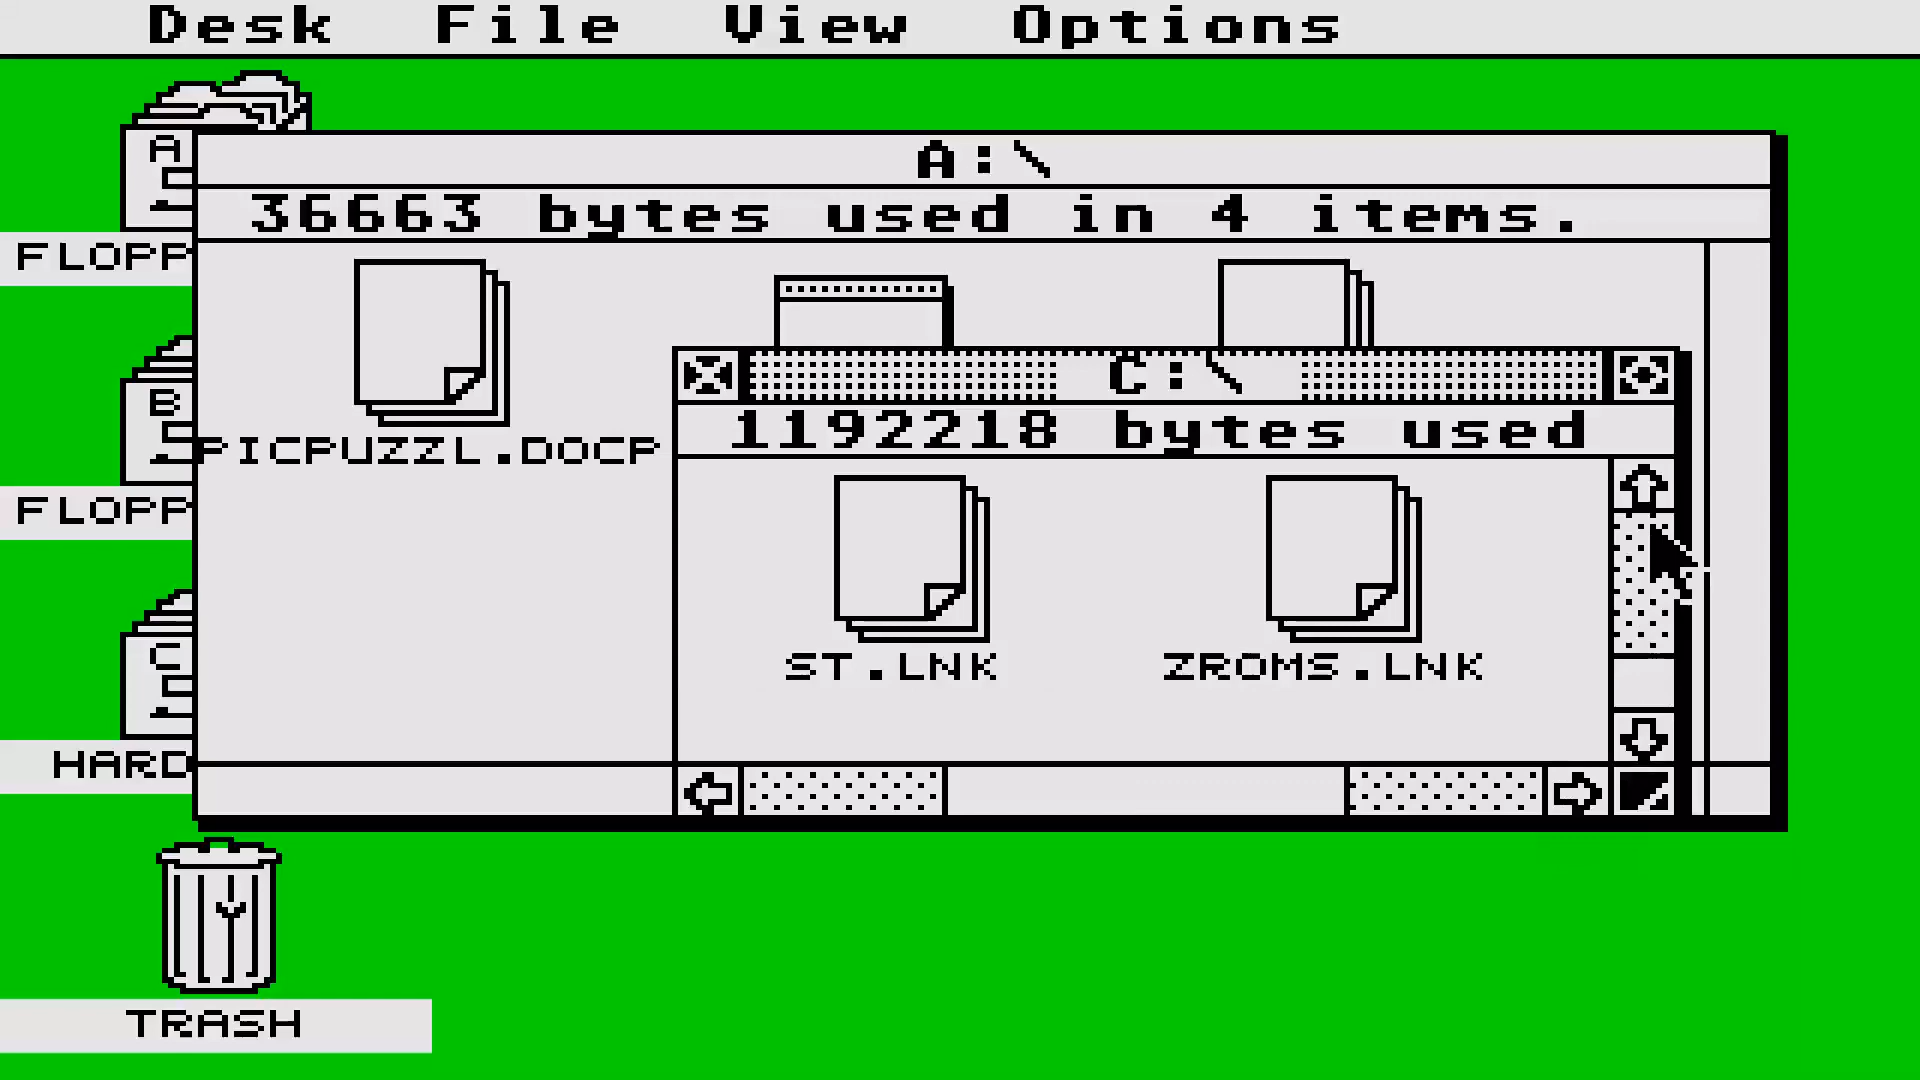 Desk File View Options
A
FLOPP
B
FLOPP
C
HARD
TRASH
A:\
36663 bytes used in 4 items.
PICPUZZL.DOCP
C:\
1192218 bytes used
ST.LNK ZROMS.LNK